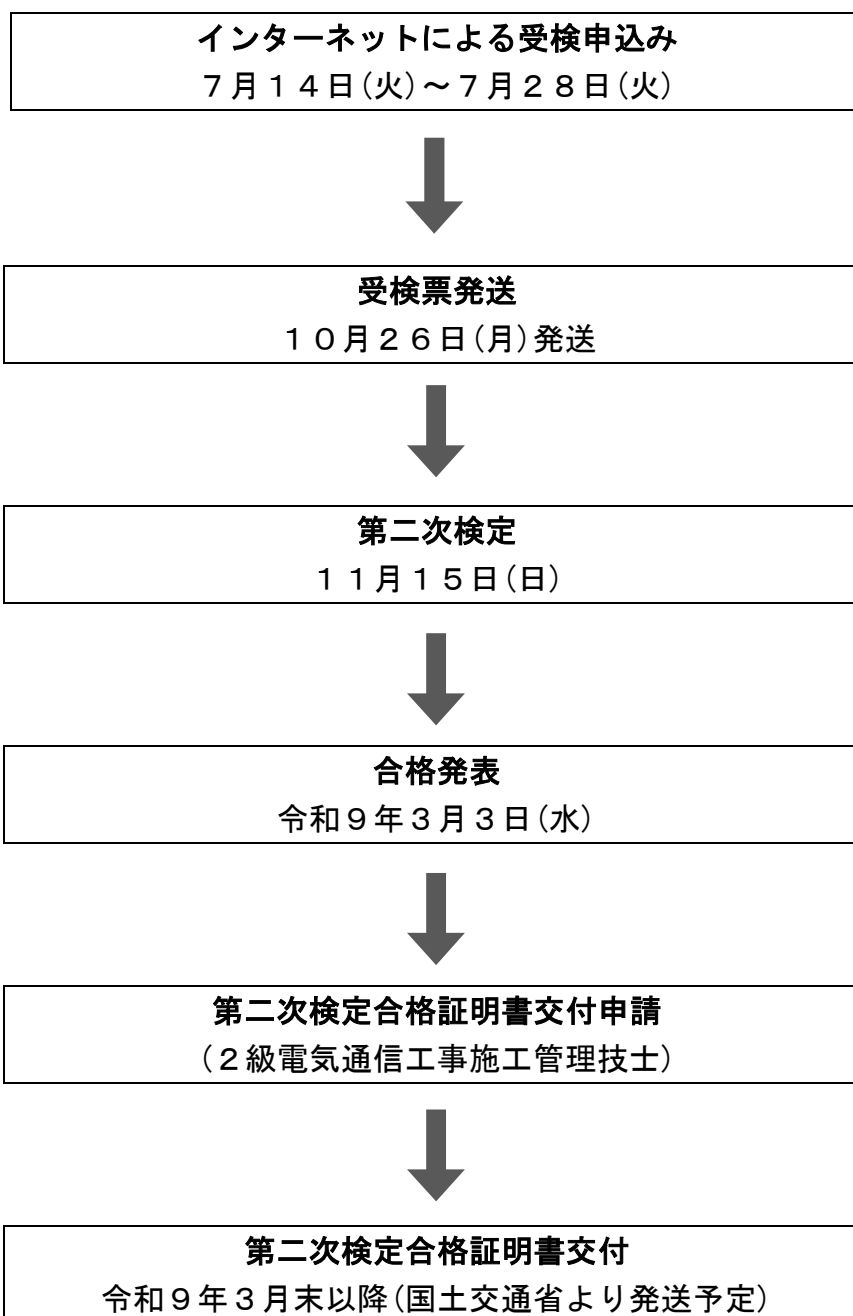 インターネットによる受検申込み
７月１４日(火)～７月２８日(火)
受検票発送
１０月２６日(月)発送
第二次検定
１１月１５日(日)
合格発表
令和９年３月３日(水)
第二次検定合格証明書交付申請
(２級電気通信工事施工管理技士)
第二次検定合格証明書交付
令和９年３月末以降(国土交通省より発送予定)